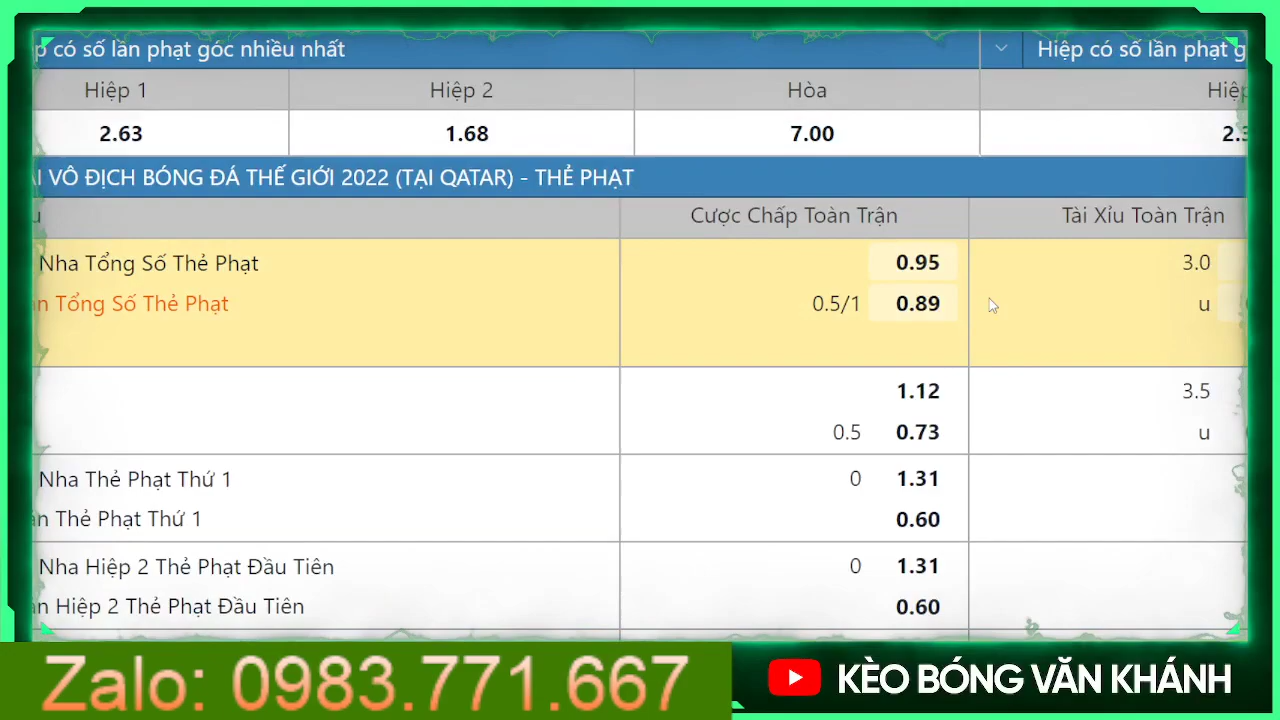 có số lần phạt góc nhiều nhất
Hiệp có số lần phạt
Hiệp 1 Hiệp 2 Hòa
2.63 1.68 7.00
VÔ ĐỊCH BÓNG ĐÁ THẾ GIỚI 2022 (TẠI QATAR) - THẺ PHẠT
Cược Chấp Toàn Trận Tài Xỉu Toàn Trận
Nha Tổng Số Thẻ Phạt 0.95 3.0
Tổng Số Thẻ Phạt 0.5/1 0.89 u
1.12 3.5
0.5 0.73 u
Nha Thẻ Phạt Thứ 1 0 1.31
Thẻ Phạt Thứ 1 0.60
Nha Hiệp 2 Thẻ Phạt Đầu Tiên 0 1.31
Hiệp 2 Thẻ Phạt Đầu Tiên 0.60
Zalo: 0983.771.667
KÈO BÓNG VĂN KHÁNH